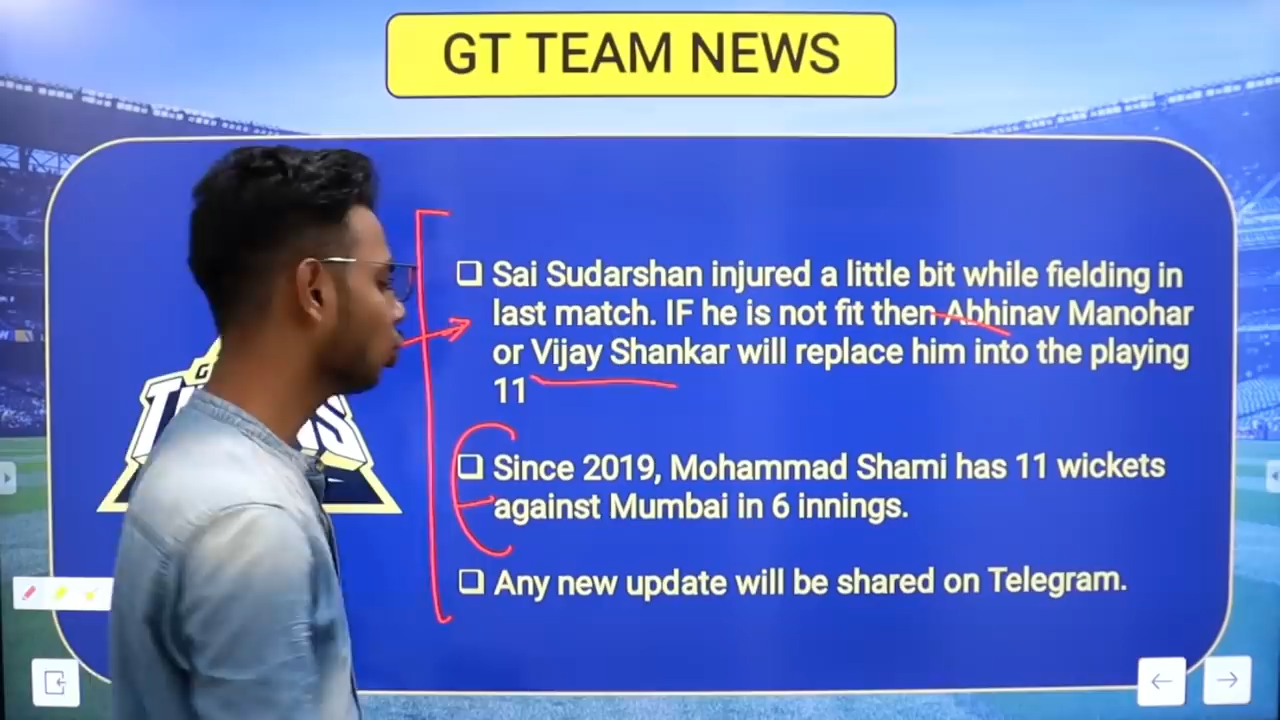 GT TEAM NEWS
Sai Sudarshan injured a little bit while fielding in
last match. IF he is not fit then Abhinav Manohar
or Vijay Shankar will replace him into the playing
11
Since 2019, Mohammad Shami has 11 wickets
against Mumbai in 6 innings.
Any new update will be shared on Telegram.